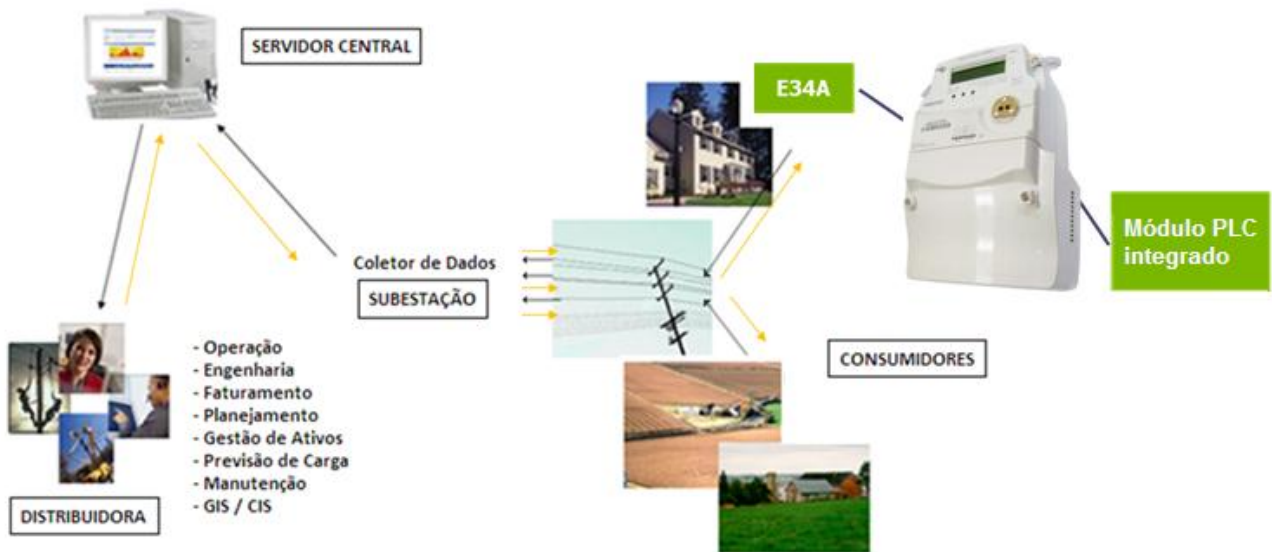 SERVIDOR CENTRAL
E34A
Módulo PLC
integrado
Coletor de Dados
SUBESTAÇÃO
CONSUMIDORES
- Operação
- Engenharia
- Faturamento
- Planejamento
- Gestão de Ativos
- Previsão de Carga
- Manutenção
- GIS / CIS
DISTRIBUIDORA